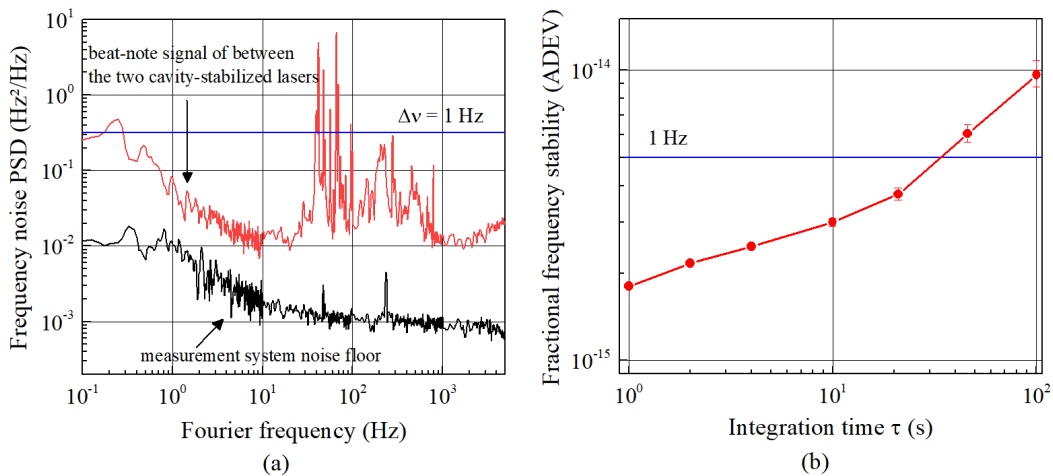 (a)
Frequency noise PSD (Hz²/Hz)
10¹
10⁰
10⁻¹
10⁻²
10⁻³
beat-note signal of between
the two cavity-stabilized lasers
Δν = 1 Hz
measurement system noise floor
10⁻¹ 10⁰ 10¹ 10² 10³
Fourier frequency (Hz)
(a)
(b)
Fractional frequency stability (ADEV)
10⁻¹⁴
10⁻¹⁵
1 Hz
10⁰ 10¹ 10²
Integration time τ (s)
(b)